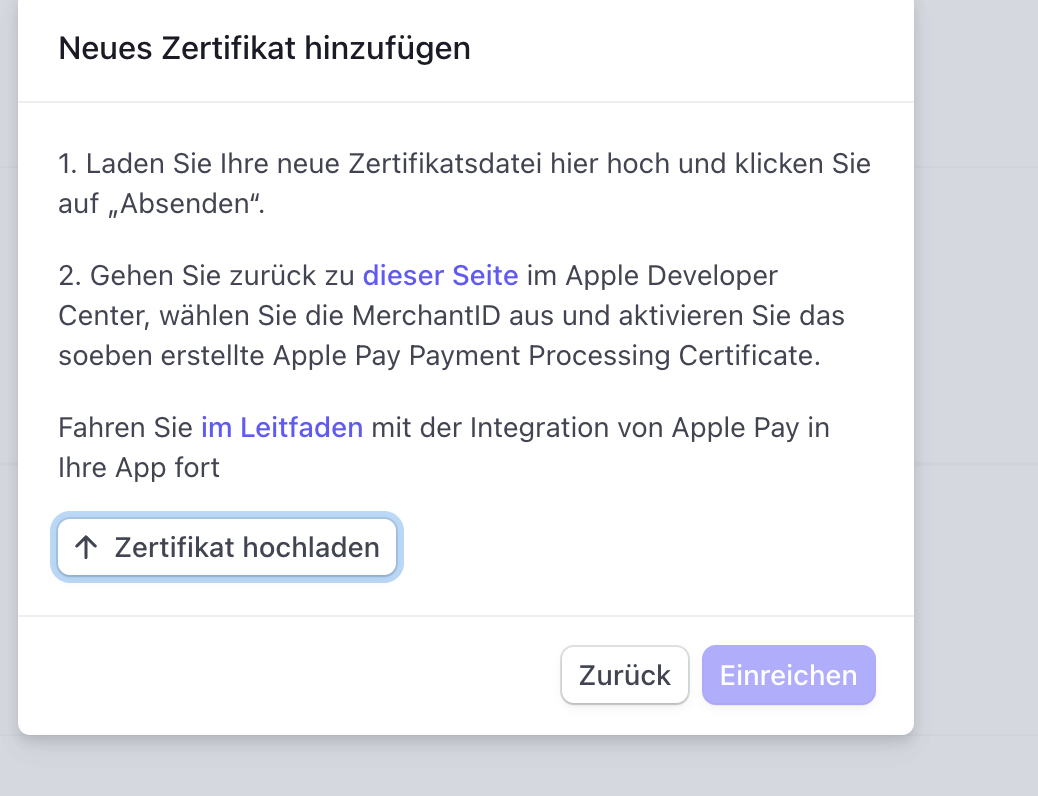 Neues Zertifikat hinzufügen
1. Laden Sie Ihre neue Zertifikatsdatei hier hoch und klicken Sie
auf „Absenden“.
2. Gehen Sie zurück zu dieser Seite im Apple Developer
Center, wählen Sie die MerchantID aus und aktivieren Sie das
soeben erstellte Apple Pay Payment Processing Certificate.
Fahren Sie im Leitfaden mit der Integration von Apple Pay in
Ihre App fort
Zertifikat hochladen
Zurück
Einreichen